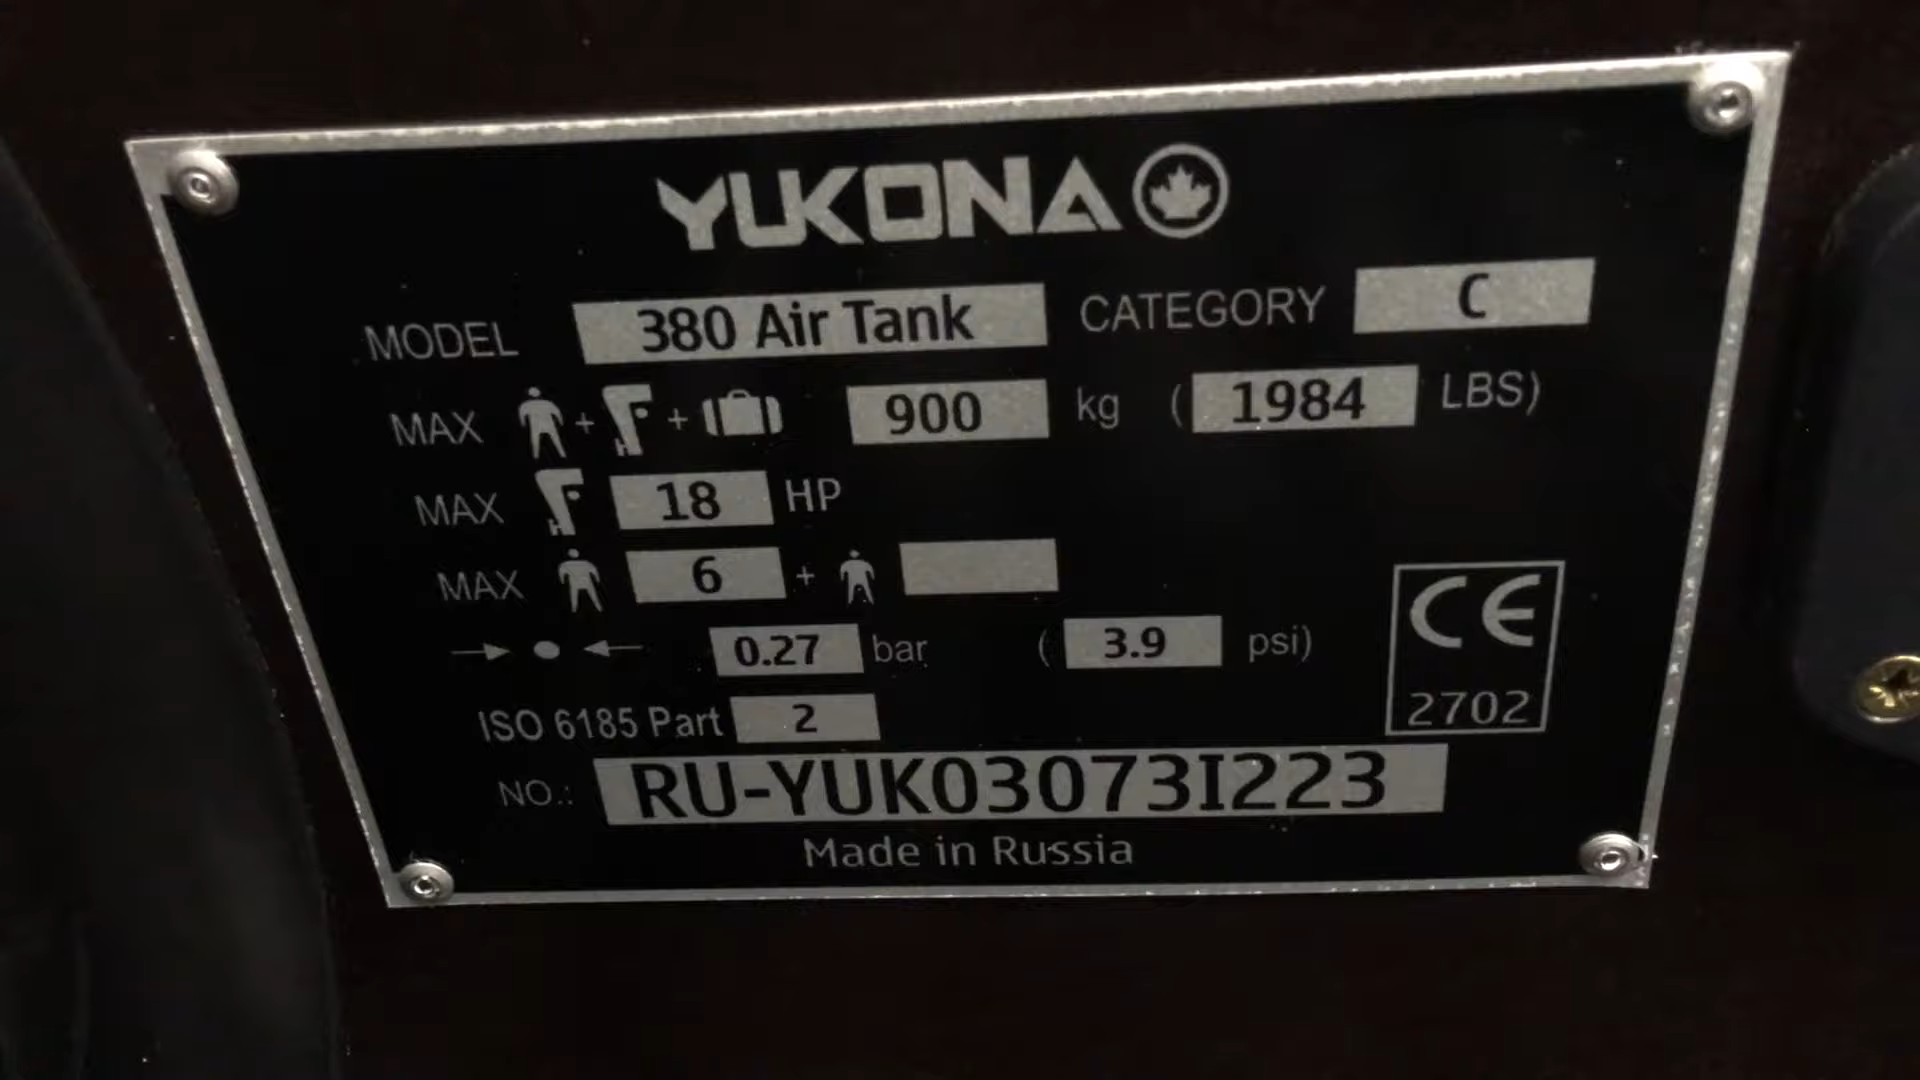 YUKONA
MODEL 380 Air Tank CATEGORY C
MAX + + 900 kg (1984 LBS)
MAX 18 HP
MAX 6 +
0.27 bar (3.9 psi)
ISO 6185 Part 2
CE
2702
NO.: RU-YUK03073I223
Made in Russia